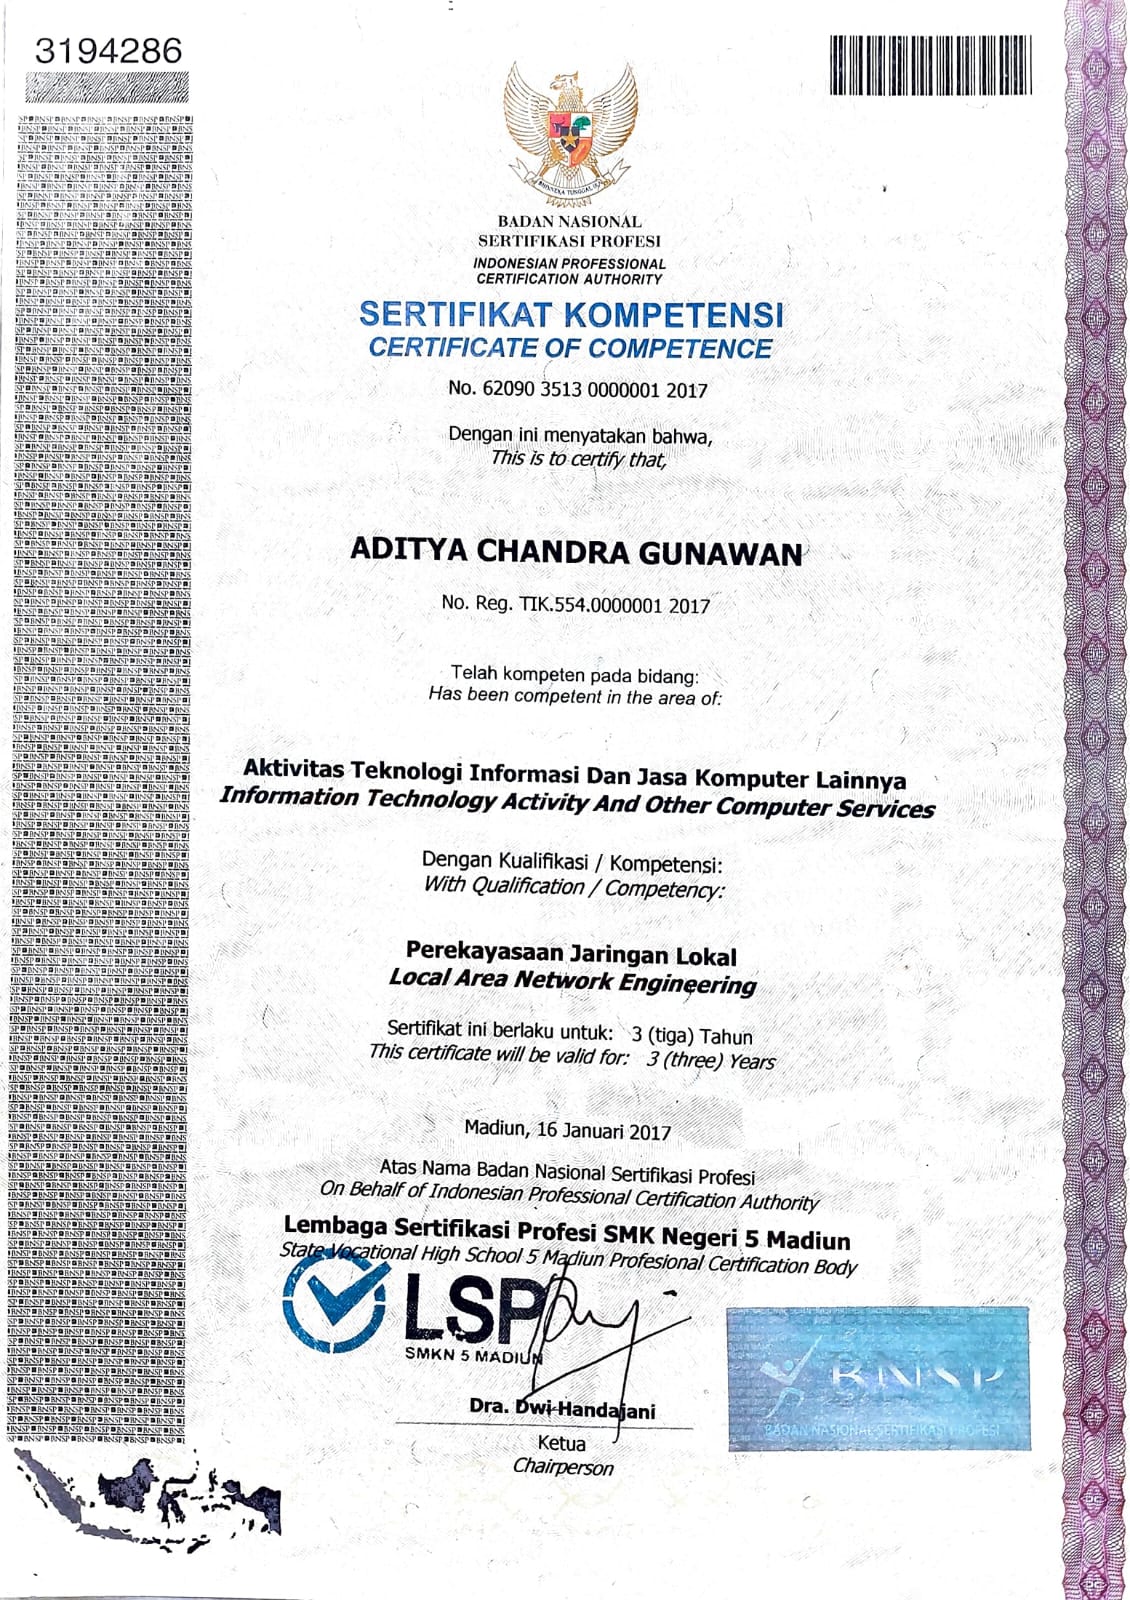 3194286
BHINNEKA TUNGGAL IKA
BADAN NASIONAL
SERTIFIKASI PROFESI
INDONESIAN PROFESSIONAL
CERTIFICATION AUTHORITY
SERTIFIKAT KOMPETENSI
CERTIFICATE OF COMPETENCE
No. 62090 3513 0000001 2017
Dengan ini menyatakan bahwa,
This is to certify that,
ADITYA CHANDRA GUNAWAN
No. Reg. TIK.554.0000001 2017
Telah kompeten pada bidang:
Has been competent in the area of:
Aktivitas Teknologi Informasi Dan Jasa Komputer Lainnya
Information Technology Activity And Other Computer Services
Dengan Kualifikasi / Kompetensi:
With Qualification / Competency:
Perekayasaan Jaringan Lokal
Local Area Network Engineering
Sertifikat ini berlaku untuk: 3 (tiga) Tahun
This certificate will be valid for: 3 (three) Years
Madiun, 16 Januari 2017
Atas Nama Badan Nasional Sertifikasi Profesi
On Behalf of Indonesian Professional Certification Authority
Lembaga Sertifikasi Profesi SMK Negeri 5 Madiun
State Vocational High School 5 Madiun Profesional Certification Body
LSP
SMKN 5 MADIUN
Dra. Dwi Handajani
Ketua
Chairperson
BNSP
BADAN NASIONAL SERTIFIKASI PROFESI